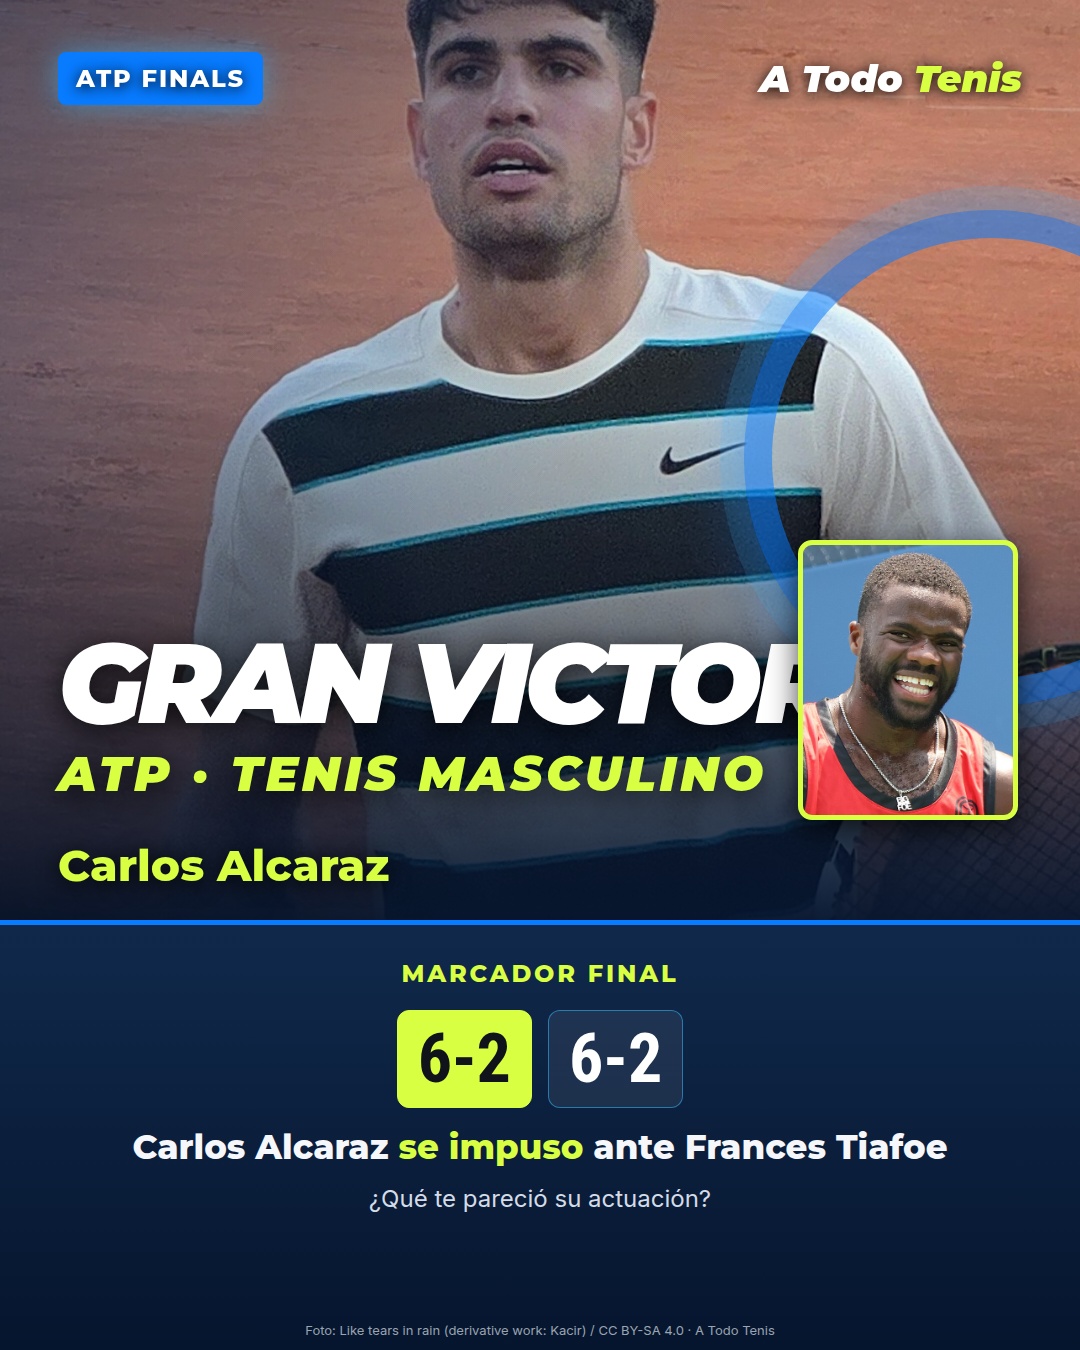 ATP FINALS
A Todo Tenis
GRAN VICTOR
ATP • TENIS MASCULINO
Carlos Alcaraz
MARCADOR FINAL
6-2 6-2
Carlos Alcaraz se impuso ante Frances Tiafoe
¿Qué te pareció su actuación?
Foto: Like tears in rain (derivative work: Kacir) / CC BY-SA 4.0 · A Todo Tenis